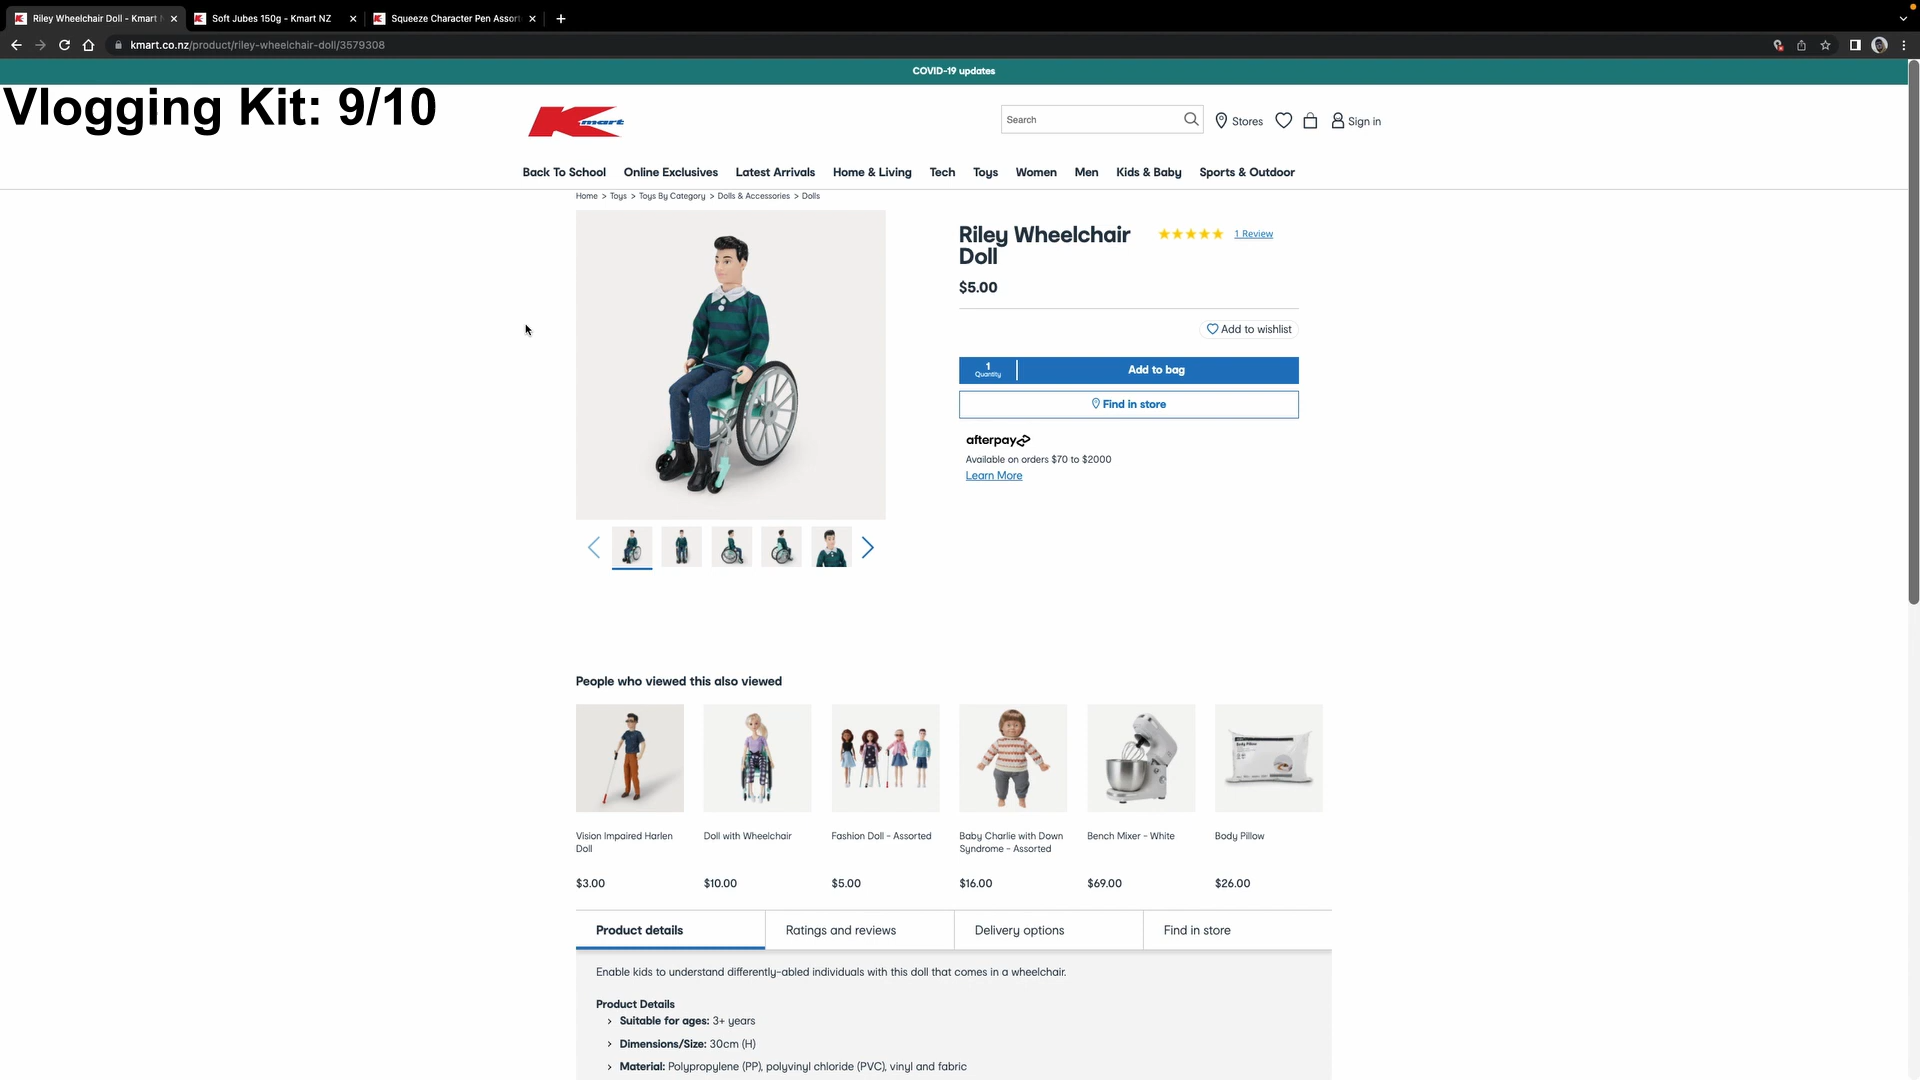 Riley Wheelchair Doll - Kmart
Soft Jubes 150g - Kmart NZ
Squeeze Character Pen Assort
kmart.co.nz/product/riley-wheelchair-doll/3579308
COVID-19 updates
Vlogging Kit: 9/10
Kmart
Search
Stores
Sign in
Back To School
Online Exclusives
Latest Arrivals
Home & Living
Tech
Toys
Women
Men
Kids & Baby
Sports & Outdoor
Home > Toys > Toys By Category > Dolls & Accessories > Dolls
Riley Wheelchair
Doll
1 Review
$5.00
Add to wishlist
1
Quantity
Add to bag
Find in store
afterpay
Available on orders $70 to $2000
Learn More
People who viewed this also viewed
Vision Impaired Harlen
Doll
$3.00
Doll with Wheelchair
$10.00
Fashion Doll - Assorted
$5.00
Baby Charlie with Down
Syndrome - Assorted
$16.00
Bench Mixer - White
$69.00
Body Pillow
Body Pillow
$26.00
Product details
Ratings and reviews
Delivery options
Find in store
Enable kids to understand differently-abled individuals with this doll that comes in a wheelchair.
Product Details
> Suitable for ages: 3+ years
> Dimensions/Size: 30cm (H)
> Material: Polypropylene (PP), polyvinyl chloride (PVC), vinyl and fabric